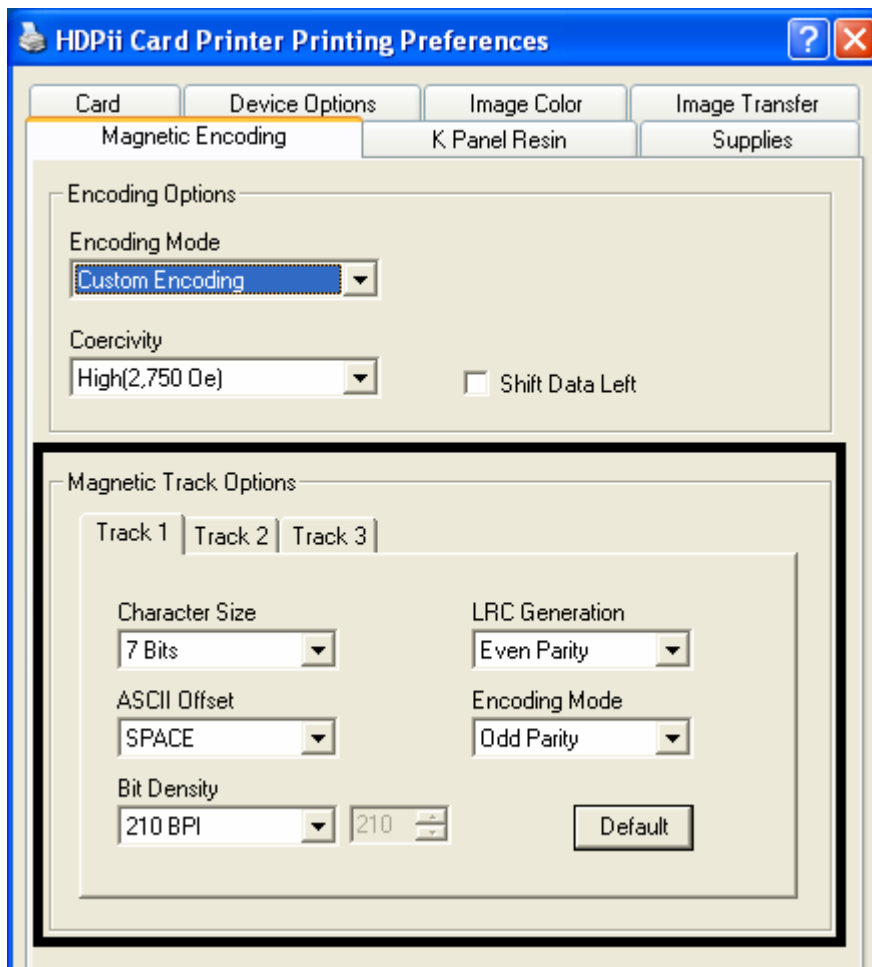 HDPii Card Printer Printing Preferences
Card Device Options Image Color Image Transfer
Magnetic Encoding K Panel Resin Supplies
Encoding Options
Encoding Mode
Custom Encoding
Coercivity
High(2,750 Oe) Shift Data Left
Magnetic Track Options
Track 1 Track 2 Track 3
Character Size LRC Generation
7 Bits Even Parity
ASCII Offset Encoding Mode
SPACE Odd Parity
Bit Density
210 BPI 210 Default